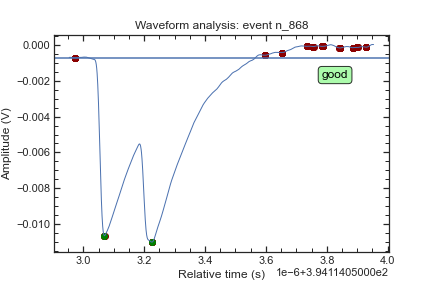 Waveform analysis: event n_868
0.000
−0.002
−0.004
−0.006
−0.008
−0.010
Amplitude (V)
good
3.0
3.2
3.4
3.6
3.8
4.0
Relative time (s)
1e−6+3.9411405000e2